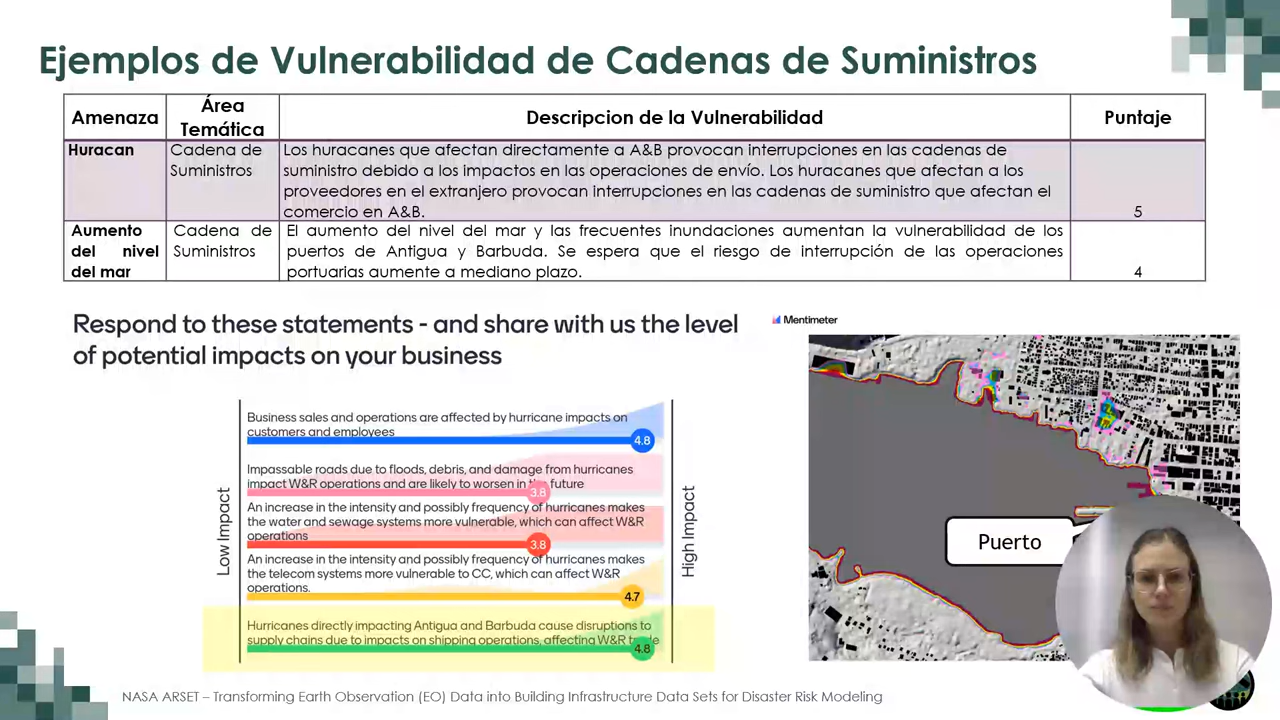 Ejemplos de Vulnerabilidad de Cadenas de Suministros
Amenaza
Área
Temática
Descripcion de la Vulnerabilidad
Puntaje
Huracan
Cadena de
Suministros
Los huracanes que afectan directamente a A&B provocan interrupciones en las cadenas de
suministro debido a los impactos en las operaciones de envío. Los huracanes que afectan a los
proveedores en el extranjero provocan interrupciones en las cadenas de suministro que afectan el
comercio en A&B.
5
Aumento
del nivel
del mar
Cadena de
Suministros
El aumento del nivel del mar y las frecuentes inundaciones aumentan la vulnerabilidad de los
puertos de Antigua y Barbuda. Se espera que el riesgo de interrupción de las operaciones
portuarias aumente a mediano plazo.
4
Respond to these statements - and share with us the level
of potential impacts on your business
Mentimeter
Low Impact
Business sales and operations are affected by hurricane impacts on
customers and employees
4.8
Impassable roads due to floods, debris, and damage from hurricanes
impact W&R operations and are likely to worsen in the future
3.8
An increase in the intensity and possibly frequency of hurricanes makes
the water and sewage systems more vulnerable, which can affect W&R
operations
3.8
An increase in the intensity and possibly frequency of hurricanes makes
the telecom systems more vulnerable to CC, which can affect W&R
operations.
4.7
Hurricanes directly impacting Antigua and Barbuda cause disruptions to
supply chains due to impacts on shipping operations, affecting W&R trade
4.8
High Impact
Puerto
NASA ARSET – Transforming Earth Observation (EO) Data into Building Infrastructure Data Sets for Disaster Risk Modeling